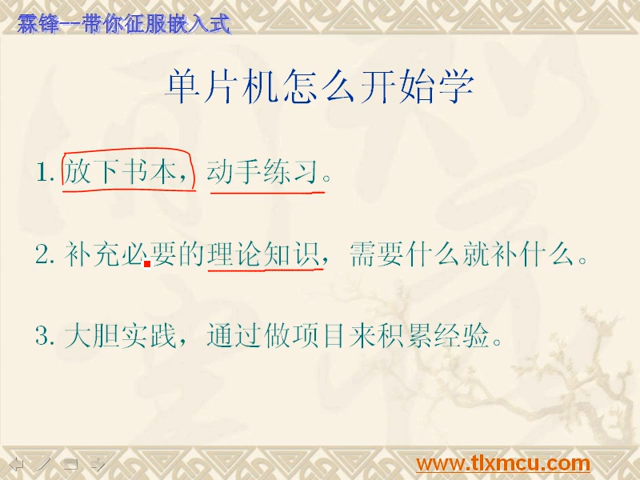 霖锋--带你征服嵌入式
单片机怎么开始学
1. 放下书本，动手练习。
2. 补充必要的理论知识，需要什么就补什么。
3. 大胆实践，通过做项目来积累经验。
www.tlxmcu.com